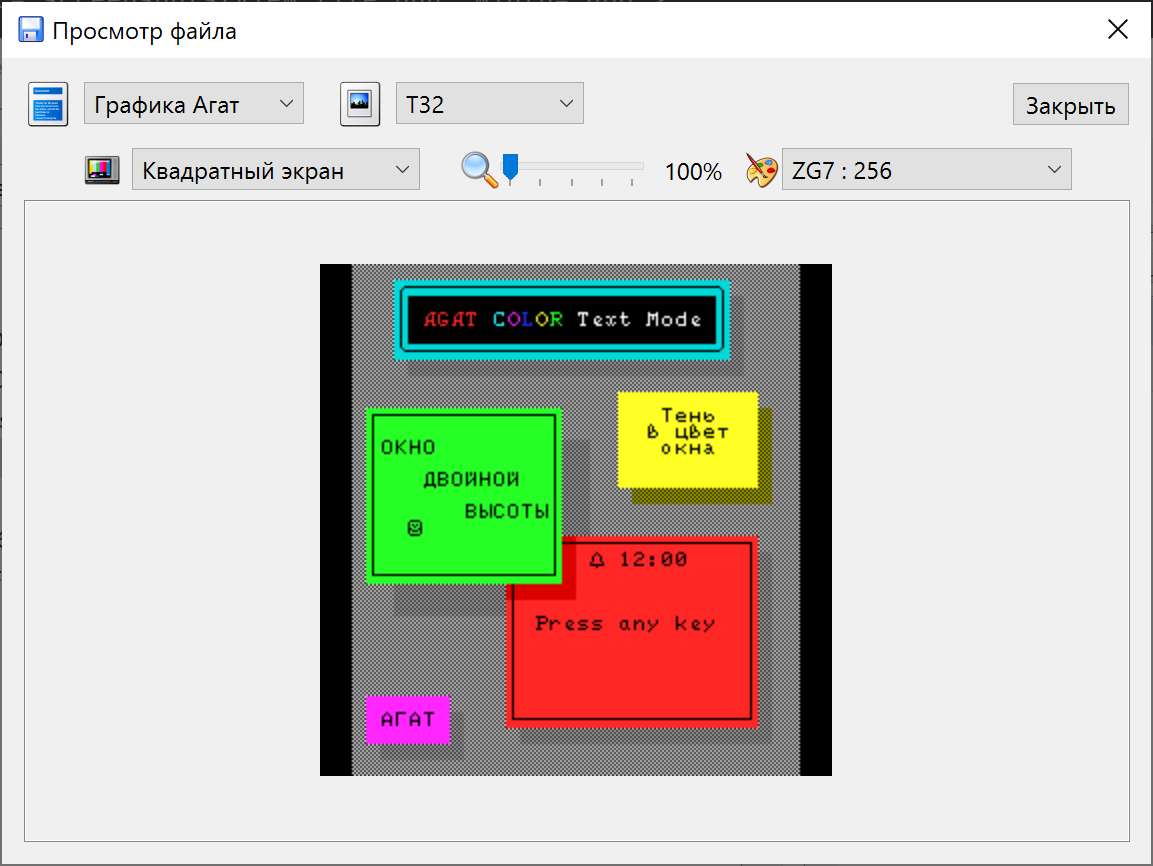 Просмотр файла
Графика Агат
T32
Закрыть
Квадратный экран
100%
ZG7 : 256
AGAT COLOR Text Mode
Тень
в цвет
окна
ОКНО
ДВОЙНОЙ
ВЫСОТЫ
12:00
Press any key
АГАТ